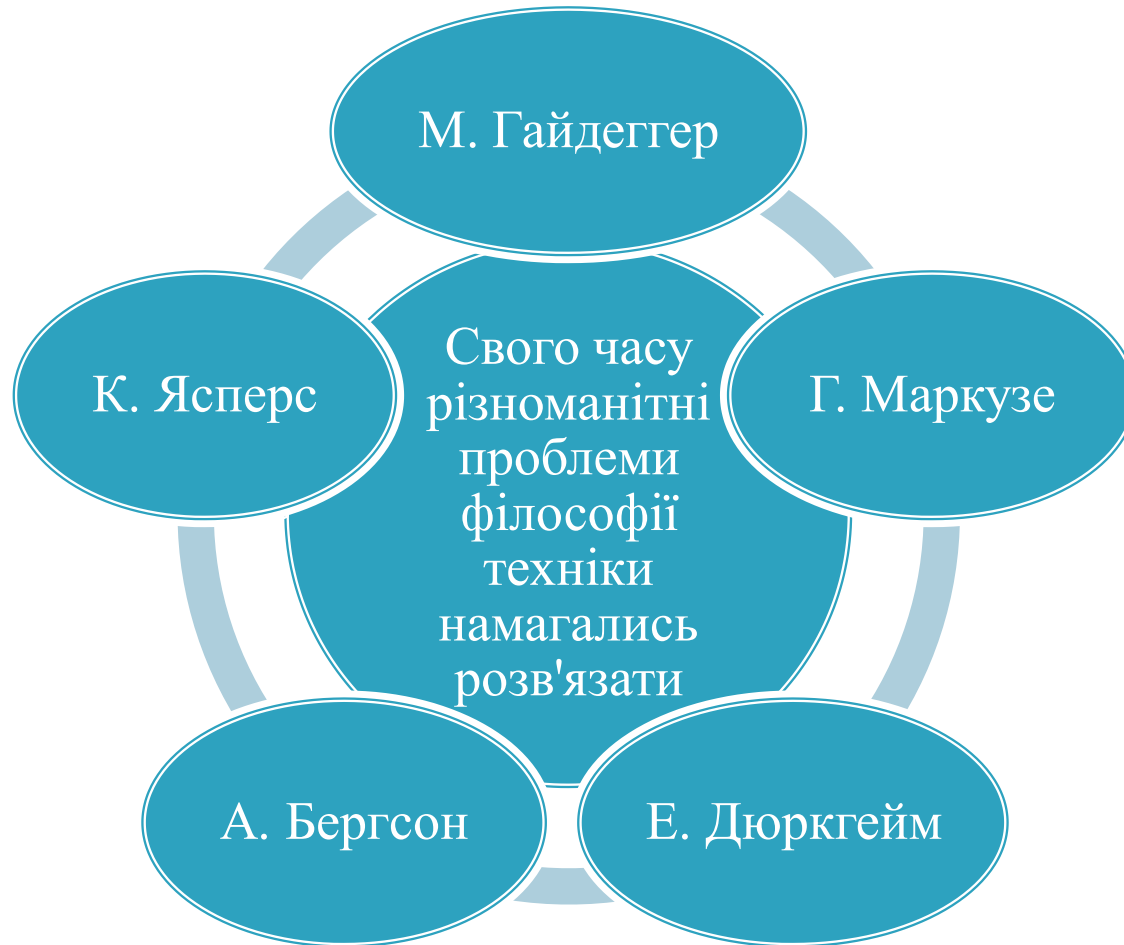 М. Гайдеггер
Свого часу
різноманітні
проблеми
філософії
техніки
намагались
розв'язати
К. Ясперс
Г. Маркузе
А. Бергсон
Е. Дюркгейм